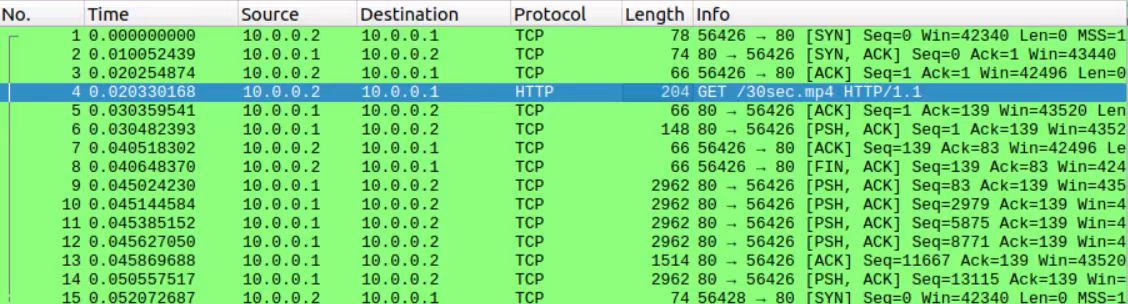 No. Time Source Destination Protocol Length Info
1 0.000000000 10.0.0.2 10.0.0.1 TCP 78 56426 → 80 [SYN] Seq=0 Win=42340 Len=0 MSS=1
2 0.010052439 10.0.0.1 10.0.0.2 TCP 74 80 → 56426 [SYN, ACK] Seq=0 Ack=1 Win=43440
3 0.020254874 10.0.0.2 10.0.0.1 TCP 66 56426 → 80 [ACK] Seq=1 Ack=1 Win=42496 Len=0
4 0.020330168 10.0.0.2 10.0.0.1 HTTP 204 GET /30sec.mp4 HTTP/1.1
5 0.030359541 10.0.0.1 10.0.0.2 TCP 66 80 → 56426 [ACK] Seq=1 Ack=139 Win=43520 Len
6 0.030482393 10.0.0.1 10.0.0.2 TCP 148 80 → 56426 [PSH, ACK] Seq=1 Ack=139 Win=4352
7 0.040518302 10.0.0.2 10.0.0.1 TCP 66 56426 → 80 [ACK] Seq=139 Ack=83 Win=42496 Le
8 0.040648370 10.0.0.2 10.0.0.1 TCP 66 56426 → 80 [FIN, ACK] Seq=139 Ack=83 Win=424
9 0.045024230 10.0.0.1 10.0.0.2 TCP 2962 80 → 56426 [PSH, ACK] Seq=83 Ack=139 Win=435
10 0.045144584 10.0.0.1 10.0.0.2 TCP 2962 80 → 56426 [PSH, ACK] Seq=2979 Ack=139 Win=4
11 0.045385152 10.0.0.1 10.0.0.2 TCP 2962 80 → 56426 [PSH, ACK] Seq=5875 Ack=139 Win=4
12 0.045627050 10.0.0.1 10.0.0.2 TCP 2962 80 → 56426 [PSH, ACK] Seq=8771 Ack=139 Win=4
13 0.045869688 10.0.0.1 10.0.0.2 TCP 1514 80 → 56426 [ACK] Seq=11667 Ack=139 Win=43520
14 0.050557517 10.0.0.1 10.0.0.2 TCP 2962 80 → 56426 [PSH, ACK] Seq=13115 Ack=139 Win=
15 0.052072687 10.0.0.2 10.0.0.1 TCP 74 56428 → 80 [SYN] Seq=0 Win=42340 Len=0 MSS=1